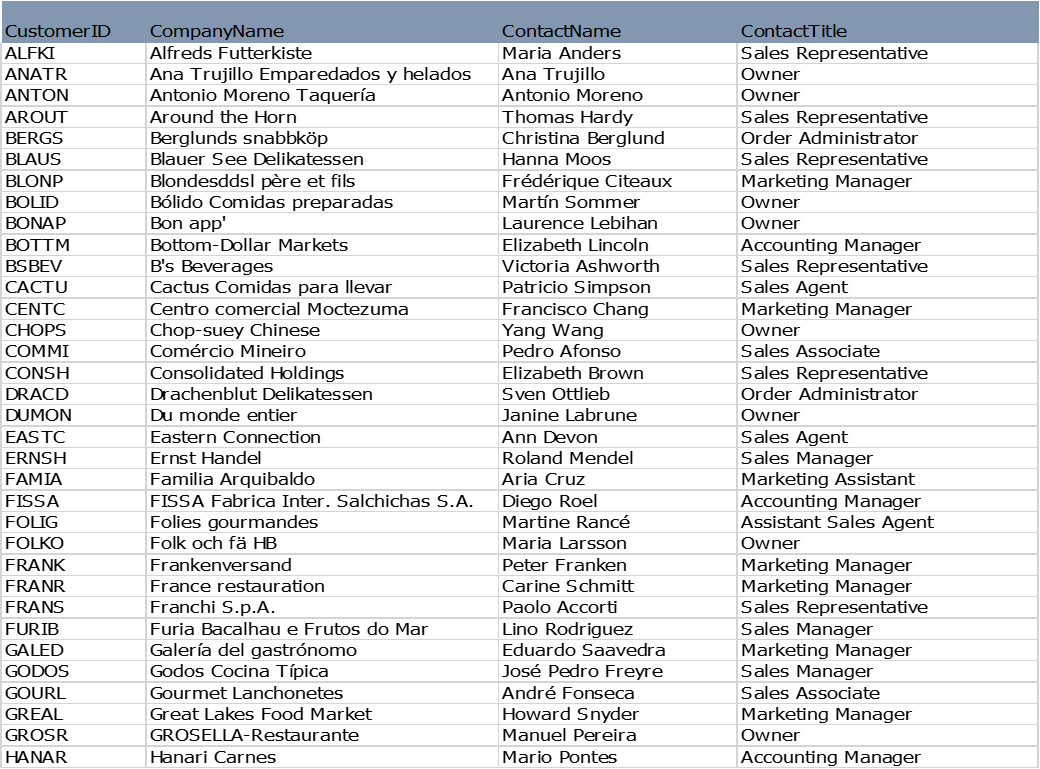 CustomerID CompanyName ContactName ContactTitle
ALFKI Alfreds Futterkiste Maria Anders Sales Representative
ANATR Ana Trujillo Emparedados y helados Ana Trujillo Owner
ANTON Antonio Moreno Taquería Antonio Moreno Owner
AROUT Around the Horn Thomas Hardy Sales Representative
BERGS Berglunds snabbköp Christina Berglund Order Administrator
BLAUS Blauer See Delikatessen Hanna Moos Sales Representative
BLONP Blondesddsl père et fils Frédérique Citeaux Marketing Manager
BOLID Bólido Comidas preparadas Martín Sommer Owner
BONAP Bon app' Laurence Lebihan Owner
BOTTM Bottom-Dollar Markets Elizabeth Lincoln Accounting Manager
BSBEV B's Beverages Victoria Ashworth Sales Representative
CACTU Cactus Comidas para llevar Patricio Simpson Sales Agent
CENTC Centro comercial Moctezuma Francisco Chang Marketing Manager
CHOPS Chop-suey Chinese Yang Wang Owner
COMMI Comércio Mineiro Pedro Afonso Sales Associate
CONSH Consolidated Holdings Elizabeth Brown Sales Representative
DRACD Drachenblut Delikatessen Sven Ottlieb Order Administrator
DUMON Du monde entier Janine Labrune Owner
EASTC Eastern Connection Ann Devon Sales Agent
ERNSH Ernst Handel Roland Mendel Sales Manager
FAMIA Familia Arquibaldo Aria Cruz Marketing Assistant
FISSA FISSA Fabrica Inter. Salchichas S.A. Diego Roel Accounting Manager
FOLIG Folies gourmandes Martine Rancé Assistant Sales Agent
FOLKO Folk och fä HB Maria Larsson Owner
FRANK Frankenversand Peter Franken Marketing Manager
FRANR France restauration Carine Schmitt Marketing Manager
FRANS Franchi S.p.A. Paolo Accorti Sales Representative
FURIB Furia Bacalhau e Frutos do Mar Lino Rodriguez Sales Manager
GALED Galería del gastrónomo Eduardo Saavedra Marketing Manager
GODOS Godos Cocina Típica José Pedro Freyre Sales Manager
GOURL Gourmet Lanchonetes André Fonseca Sales Associate
GREAL Great Lakes Food Market Howard Snyder Marketing Manager
GROSR GROSELLA-Restaurante Manuel Pereira Owner
HANAR Hanari Carnes Mario Pontes Accounting Manager